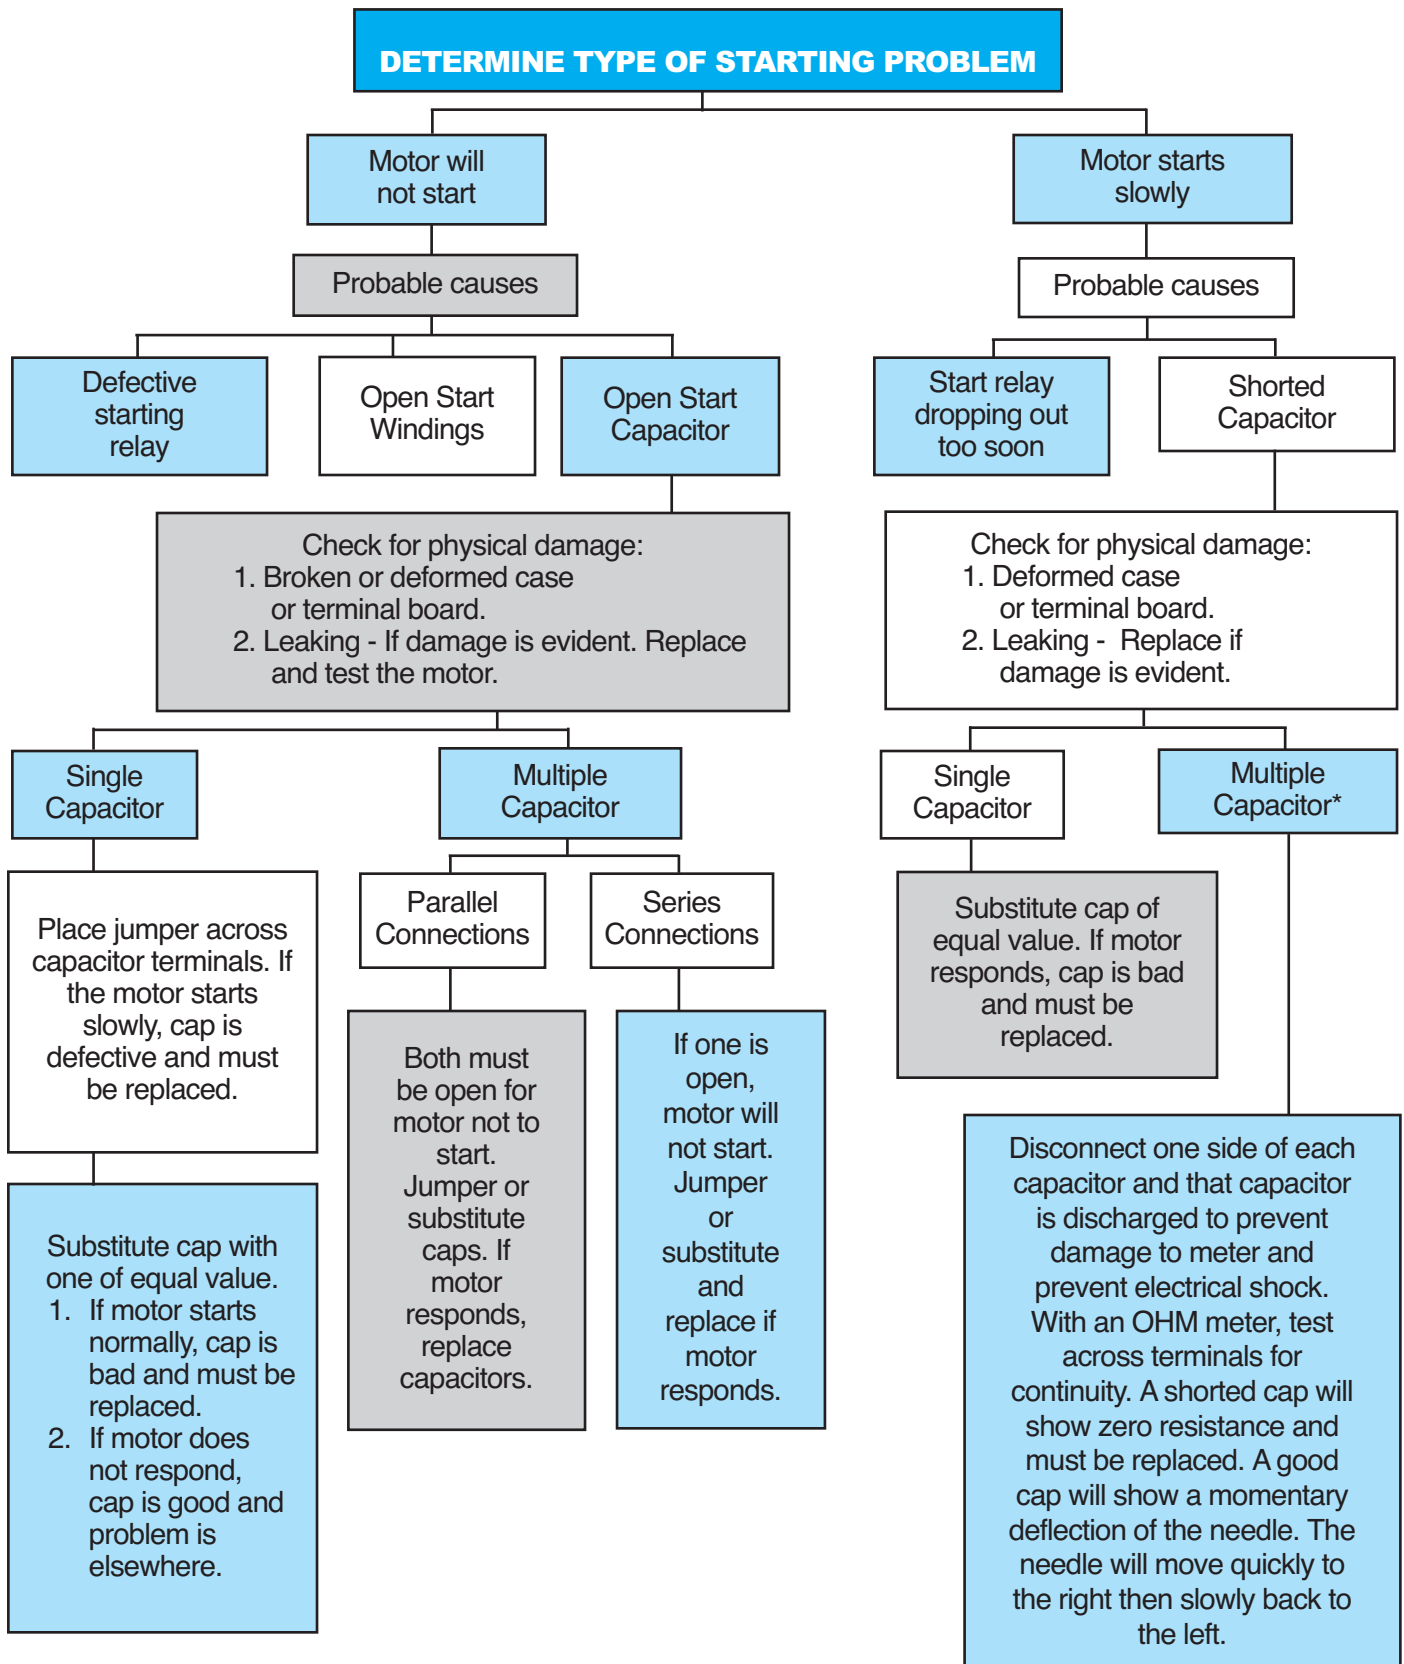 DETERMINE TYPE OF STARTING PROBLEM
Motor will
not start
Motor starts
slowly
Probable causes
Probable causes
Defective
starting
relay
Open Start
Windings
Open Start
Capacitor
Start relay
dropping out
too soon
Shorted
Capacitor
Check for physical damage:
1. Broken or deformed case
or terminal board.
2. Leaking - If damage is evident. Replace
and test the motor.
Check for physical damage:
1. Deformed case
or terminal board.
2. Leaking - Replace if
damage is evident.
Single
Capacitor
Multiple
Capacitor
Single
Capacitor
Multiple
Capacitor*
Place jumper across
capacitor terminals. If
the motor starts
slowly, cap is
defective and must
be replaced.
Parallel
Connections
Series
Connections
Substitute cap of
equal value. If motor
responds, cap is bad
and must be
replaced.
Both must
be open for
motor not to
start.
Jumper or
substitute
caps. If
motor
responds,
replace
capacitors.
If one is
open,
motor will
not start.
Jumper
or
substitute
and
replace if
motor
responds.
Substitute cap with
one of equal value.
1. If motor starts
normally, cap is
bad and must be
replaced.
2. If motor does
not respond,
cap is good and
problem is
elsewhere.
Disconnect one side of each
capacitor and that capacitor
is discharged to prevent
damage to meter and
prevent electrical shock.
With an OHM meter, test
across terminals for
continuity. A shorted cap will
show zero resistance and
must be replaced. A good
cap will show a momentary
deflection of the needle. The
needle will move quickly to
the right then slowly back to
the left.